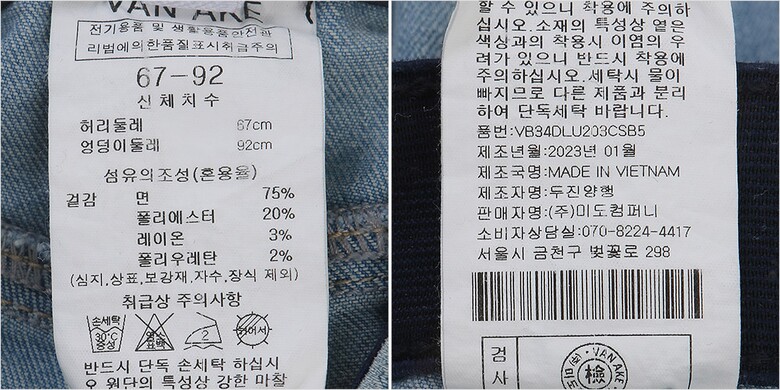 VAN AKE
전기용품 및 생활용품안전관
리법에의한품질표시취급주의
67-92
신체치수
허리둘레 67cm
엉덩이둘레 92cm
섬유의조성(혼용율)
겉감 면 75%
폴리에스터 20%
레이온 3%
폴리우레탄 2%
(심지,상표,보강재,자수,장식 제외)
취급상 주의사항
손세탁
30°C
중성
염소
표백
2
드라이
반드시 단독 손세탁 하십시
오 원단의 특성상 강한 마찰
할 수 있으니 착용에 주의하
십시오.소재의 특성상 옅은
색상과의 착용시 이염의 우
려가 있으니 반드시 착용에
주의하십시오.세탁시 물이
빠지므로 다른 제품과 분리
하여 단독세탁 바랍니다.
품번:VB34DLU203CSB5
제조년월:2023년 01월
제조국명:MADE IN VIETNAM
제조자명:두진양행
판매자명:(주)미도컴퍼니
소비자상담실:070-8224-4417
서울시 금천구 벚꽃로 298
검
사
VAN AKE
檢